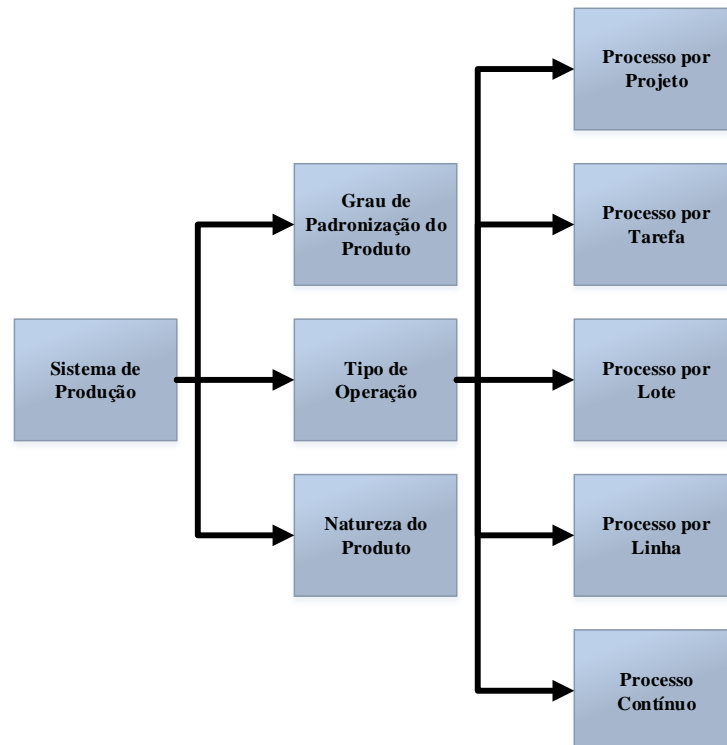 Sistema de
Produção
Grau de
Padronização do
Produto
Tipo de
Operação
Natureza do
Produto
Processo por
Projeto
Processo por
Tarefa
Processo por
Lote
Processo por
Linha
Processo
Contínuo